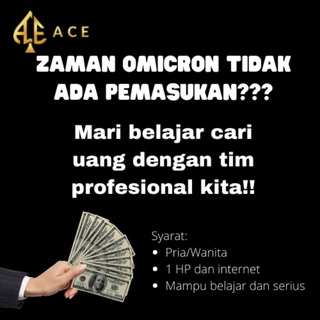 ACE
ZAMAN OMICRON TIDAK
ADA PEMASUKAN???
Mari belajar cari
uang dengan tim
profesional kita!!
Syarat:
• Pria/Wanita
• 1 HP dan internet
• Mampu belajar dan serius